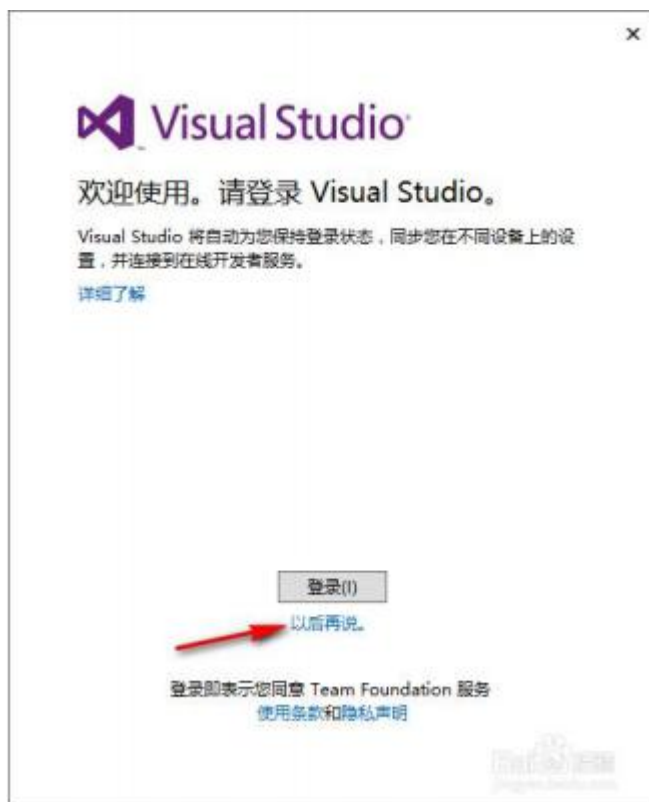 ×
Visual Studio
欢迎使用。请登录 Visual Studio。
Visual Studio 将自动为您保持登录状态，同步您在不同设备上的设
置，并连接到在线开发者服务。
详细了解
登录(I)
以后再说。
登录即表示您同意 Team Foundation 服务
使用条款和隐私声明